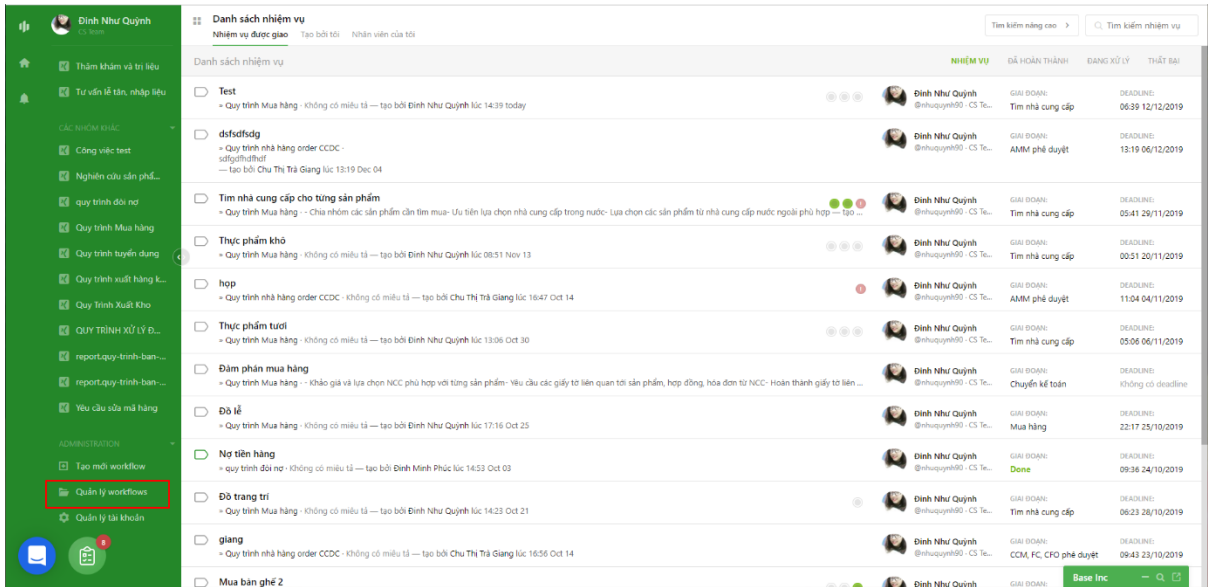 Đinh Như Quỳnh
CS Team
Thăm khám và trị liệu
Tư vấn lễ tân, nhập liệu
CÁC NHÓM KHÁC
Công việc test
Nghiên cứu sản phẩ...
quy trình đòi nợ
Quy trình Mua hàng
Quy trình tuyển dụng
Quy trình xuất hàng k...
Quy Trình Xuất Kho
QUY TRÌNH XỬ LÝ Đ...
report.quy-trinh-ban-...
report.quy-trinh-ban-...
Yêu cầu sửa mã hàng
ADMINISTRATION
Tạo mới workflow
Quản lý workflows
Quản lý tài khoản
8
Danh sách nhiệm vụ
Nhiệm vụ được giao Tạo bởi tôi Nhân viên của tôi
Tìm kiếm nâng cao > Tìm kiếm nhiệm vụ
Danh sách nhiệm vụ NHIỆM VỤ ĐÃ HOÀN THÀNH ĐANG XỬ LÝ THẤT BẠI
Test
» Quy trình Mua hàng - Không có miêu tả — tạo bởi Đinh Như Quỳnh lúc 14:39 today
Đinh Như Quỳnh
@nhuquynh90 - CS Te...
GIAI ĐOẠN:
Tìm nhà cung cấp
DEADLINE:
06:39 12/12/2019
dsfsdfsdg
» Quy trình nhà hàng order CCDC -
sdfgdfhdfhdf
— tạo bởi Chu Thị Trà Giang lúc 13:19 Dec 04
Đinh Như Quỳnh
@nhuquynh90 - CS Te...
GIAI ĐOẠN:
AMM phê duyệt
DEADLINE:
13:19 06/12/2019
Tìm nhà cung cấp cho từng sản phẩm
» Quy trình Mua hàng - - Chia nhóm các sản phẩm cần tìm mua- Ưu tiên lựa chọn nhà cung cấp trong nước- Lựa chọn các sản phẩm từ nhà cung cấp nước ngoài phù hợp — tạo ...
Đinh Như Quỳnh
@nhuquynh90 - CS Te...
GIAI ĐOẠN:
Tìm nhà cung cấp
DEADLINE:
05:41 29/11/2019
Thực phẩm khô
» Quy trình Mua hàng - Không có miêu tả — tạo bởi Đinh Như Quỳnh lúc 08:51 Nov 13
Đinh Như Quỳnh
@nhuquynh90 - CS Te...
GIAI ĐOẠN:
Tìm nhà cung cấp
DEADLINE:
00:51 20/11/2019
họp
» Quy trình nhà hàng order CCDC - Không có miêu tả — tạo bởi Chu Thị Trà Giang lúc 16:47 Oct 14
Đinh Như Quỳnh
@nhuquynh90 - CS Te...
GIAI ĐOẠN:
AMM phê duyệt
DEADLINE:
11:04 04/11/2019
Thực phẩm tươi
» Quy trình Mua hàng - Không có miêu tả — tạo bởi Đinh Như Quỳnh lúc 13:06 Oct 30
Đinh Như Quỳnh
@nhuquynh90 - CS Te...
GIAI ĐOẠN:
Tìm nhà cung cấp
DEADLINE:
05:06 06/11/2019
Đàm phán mua hàng
» Quy trình Mua hàng - - Khảo giá và lựa chọn NCC phù hợp với từng sản phẩm- Yêu cầu các giấy tờ liên quan tới sản phẩm, hợp đồng, hóa đơn từ NCC- Hoàn thành giấy tờ liên ...
Đinh Như Quỳnh
@nhuquynh90 - CS Te...
GIAI ĐOẠN:
Chuyển kế toán
DEADLINE:
Không có deadline
Đồ lễ
» Quy trình Mua hàng - Không có miêu tả — tạo bởi Đinh Như Quỳnh lúc 17:16 Oct 25
Đinh Như Quỳnh
@nhuquynh90 - CS Te...
GIAI ĐOẠN:
Mua hàng
DEADLINE:
22:17 25/10/2019
Nợ tiền hàng
» quy trình đòi nợ - Không có miêu tả — tạo bởi Đinh Minh Phúc lúc 14:53 Oct 03
Đinh Như Quỳnh
@nhuquynh90 - CS Te...
GIAI ĐOẠN:
Done
DEADLINE:
09:36 24/10/2019
Đồ trang trí
» Quy trình Mua hàng - Không có miêu tả — tạo bởi Đinh Như Quỳnh lúc 14:23 Oct 21
Đinh Như Quỳnh
@nhuquynh90 - CS Te...
GIAI ĐOẠN:
Tìm nhà cung cấp
DEADLINE:
06:23 28/10/2019
giang
» Quy trình nhà hàng order CCDC - Không có miêu tả — tạo bởi Chu Thị Trà Giang lúc 16:56 Oct 14
Đinh Như Quỳnh
@nhuquynh90 - CS Te...
GIAI ĐOẠN:
CCM, FC, CFO phê duyệt
DEADLINE:
09:43 23/10/2019
Mua bàn ghế 2
Đinh Như Quỳnh
GIAI ĐOẠN:
Base Inc